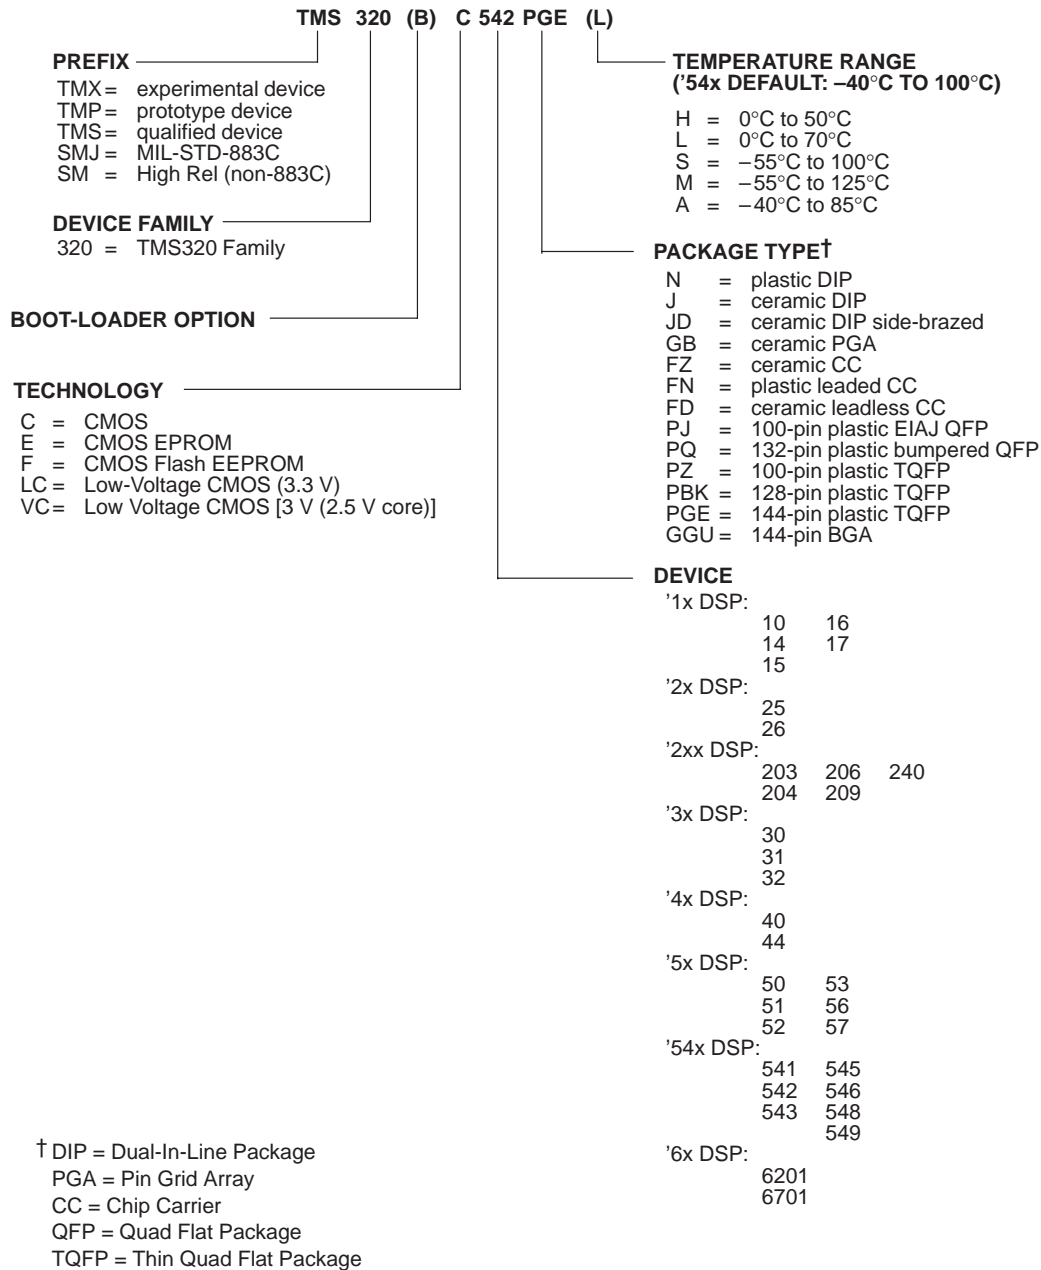 TMS 320 (B) C 542 PGE (L)
PREFIX
TMX = experimental device
TMP = prototype device
TMS = qualified device
SMJ = MIL-STD-883C
SM = High Rel (non-883C)
DEVICE FAMILY
320 = TMS320 Family
BOOT-LOADER OPTION
TECHNOLOGY
C = CMOS
E = CMOS EPROM
F = CMOS Flash EEPROM
LC = Low-Voltage CMOS (3.3 V)
VC = Low Voltage CMOS [3 V (2.5 V core)]
TEMPERATURE RANGE
(’54x DEFAULT: –40°C TO 100°C)
H = 0°C to 50°C
L = 0°C to 70°C
S = –55°C to 100°C
M = –55°C to 125°C
A = –40°C to 85°C
PACKAGE TYPE†
N = plastic DIP
J = ceramic DIP
JD = ceramic DIP side-brazed
GB = ceramic PGA
FZ = ceramic CC
FN = plastic leaded CC
FD = ceramic leadless CC
PJ = 100-pin plastic EIAJ QFP
PQ = 132-pin plastic bumpered QFP
PZ = 100-pin plastic TQFP
PBK = 128-pin plastic TQFP
PGE = 144-pin plastic TQFP
GGU = 144-pin BGA
DEVICE
’1x DSP:
10 16
14 17
15
’2x DSP:
25
26
’2xx DSP:
203 206 240
204 209
’3x DSP:
30
31
32
’4x DSP:
40
44
’5x DSP:
50 53
51 56
52 57
’54x DSP:
541 545
542 546
543 548
549
’6x DSP:
6201
6701
† DIP = Dual-In-Line Package
PGA = Pin Grid Array
CC = Chip Carrier
QFP = Quad Flat Package
TQFP = Thin Quad Flat Package